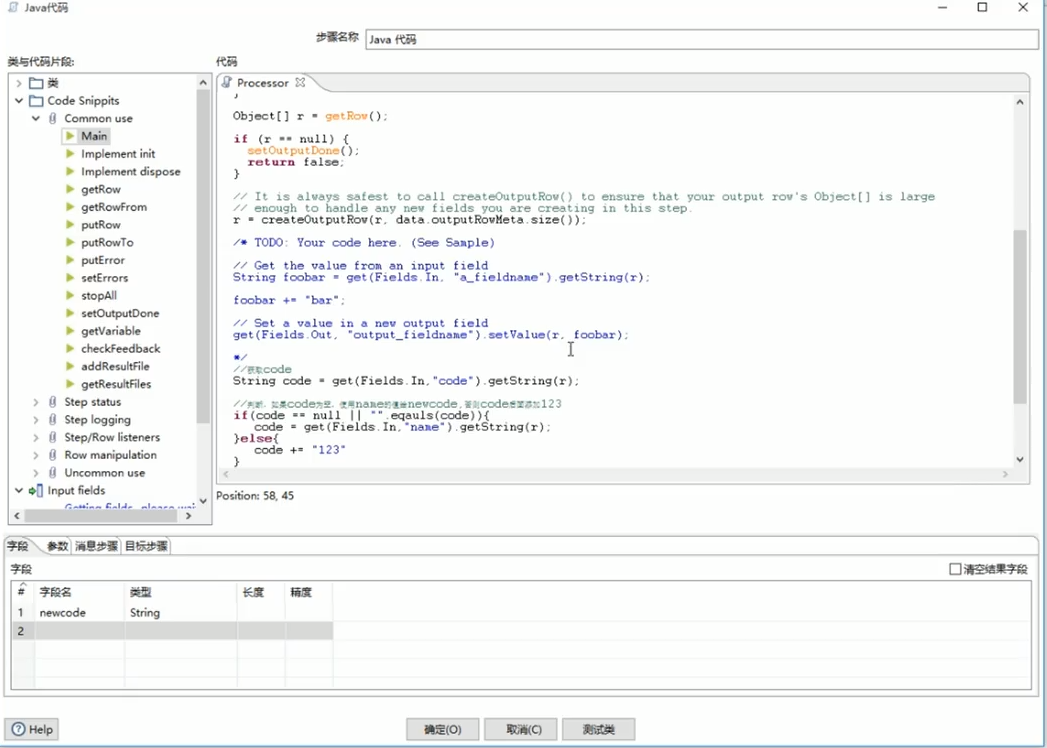 Java代码
步骤名称 Java 代码
类与代码片段:
代码
类
Code Snippits
Common use
Main
Implement init
Implement dispose
getRow
getRowFrom
putRow
putRowTo
putError
setErrors
stopAll
setOutputDone
getVariable
checkFeedback
addResultFile
getResultFiles
Step status
Step logging
Step/Row listeners
Row manipulation
Uncommon use
Input fields
Getting fields...please wai
Processor
}
Object[] r = getRow();
if (r == null) {
setOutputDone();
return false;
}
// It is always safest to call createOutputRow() to ensure that your output row's Object[] is large
// enough to handle any new fields you are creating in this step.
r = createOutputRow(r, data.outputRowMeta.size());
/* TODO: Your code here. (See Sample)
// Get the value from an input field
String foobar = get(Fields.In, "a_fieldname").getString(r);
foobar += "bar";
// Set a value in a new output field
get(Fields.Out, "output_fieldname").setValue(r, foobar);
*/
//获取code
String code = get(Fields.In,"code").getString(r);
//判断，如果code为空，使用name的值做newcode，否则code后面添加123
if(code == null || "".eqauls(code)){
code = get(Fields.In,"name").getString(r);
}else{
code += "123"
}
Position: 58, 45
字段 参数 消息步骤 目标步骤
字段
清空结果字段
# 字段名 类型 长度 精度
1 newcode String
2
Help
确定(O) 取消(C) 测试类